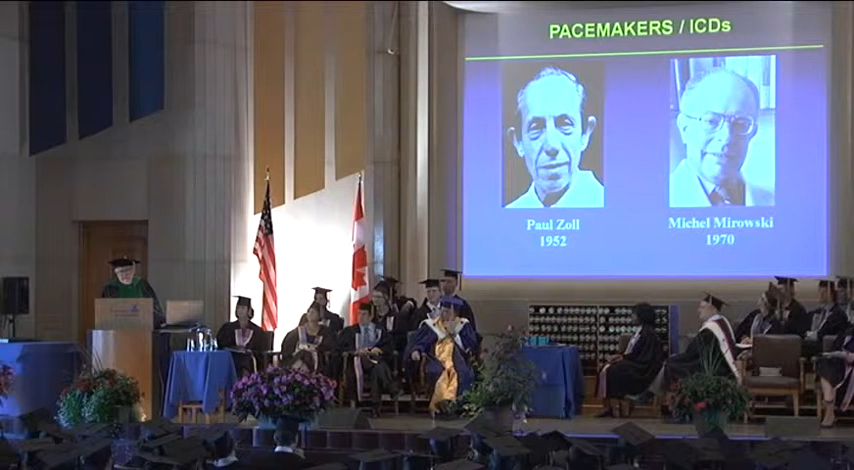 PACEMAKERS / ICDs
Paul Zoll
1952
Michel Mirowski
1970